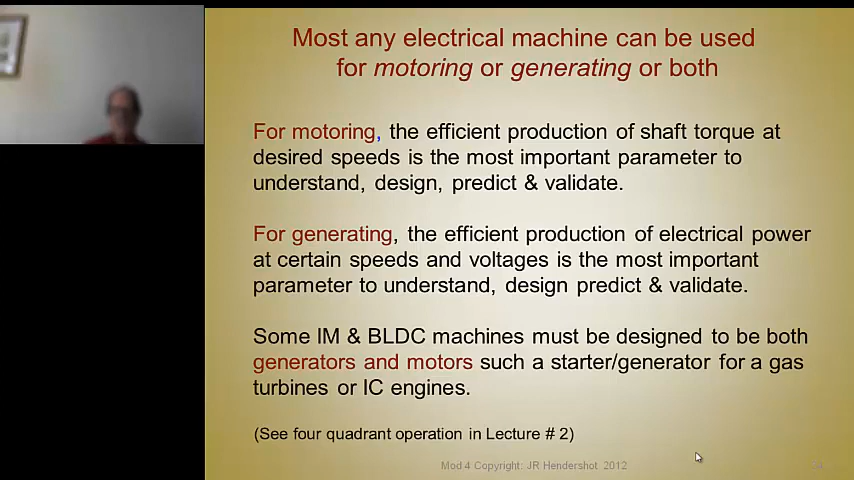 Most any electrical machine can be used
for motoring or generating or both
For motoring, the efficient production of shaft torque at
desired speeds is the most important parameter to
understand, design, predict & validate.
For generating, the efficient production of electrical power
at certain speeds and voltages is the most important
parameter to understand, design predict & validate.
Some IM & BLDC machines must be designed to be both
generators and motors such a starter/generator for a gas
turbines or IC engines.
(See four quadrant operation in Lecture # 2)
Mod 4 Copyright: JR Hendershot 2012